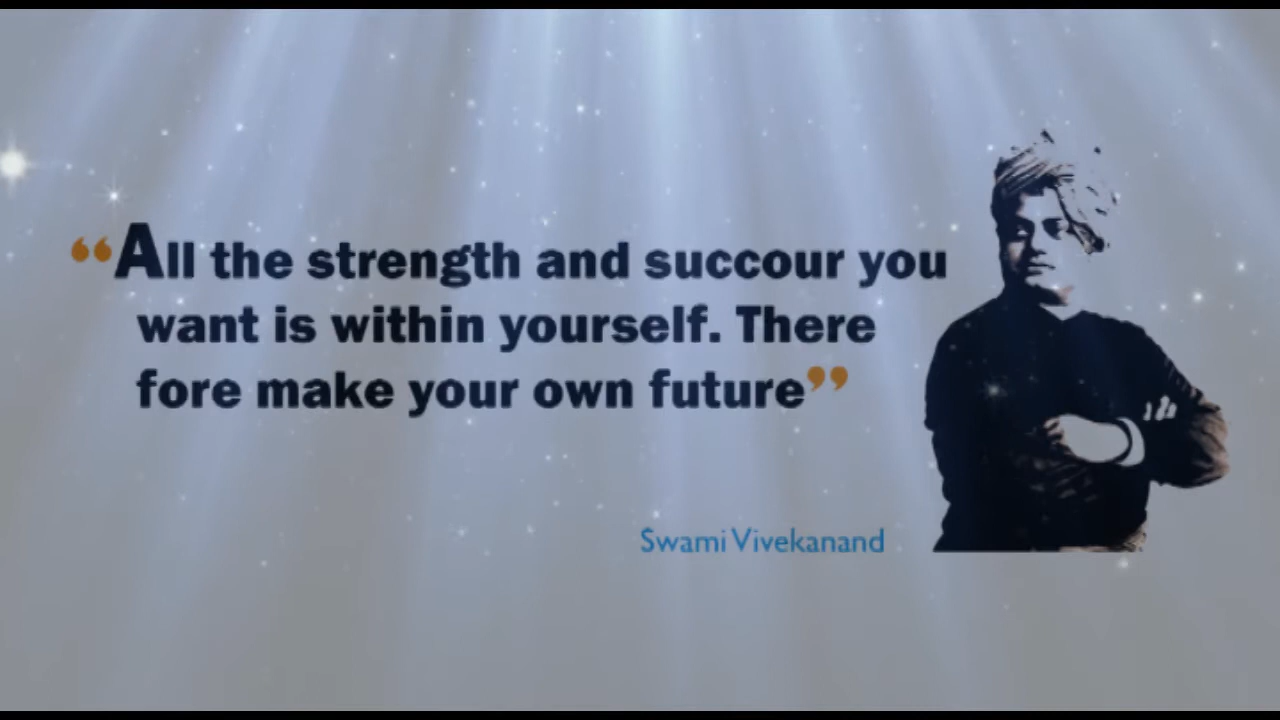 “All the strength and succour you
want is within yourself. There
fore make your own future”
Swami Vivekanand